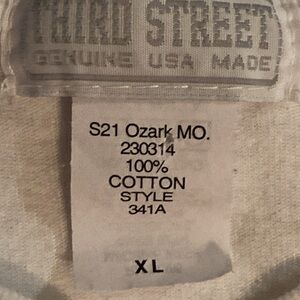 THIRD STREET
GENUINE USA MADE
S21 Ozark MO.
230314
100%
COTTON
STYLE
341A
XL